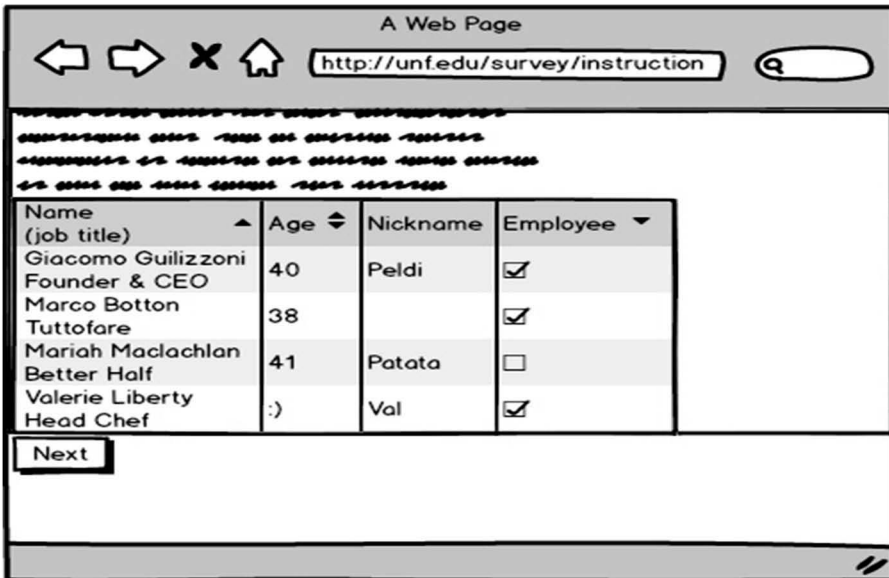 A Web Page
http://unf.edu/survey/instruction
Name
(job title)
Age
Nickname
Employee
Giacomo Guilizzoni
Founder & CEO
40
Peldi
Marco Botton
Tuttofare
38
Mariah Maclachlan
Better Half
41
Patata
Valerie Liberty
Head Chef
:)
Val
Next